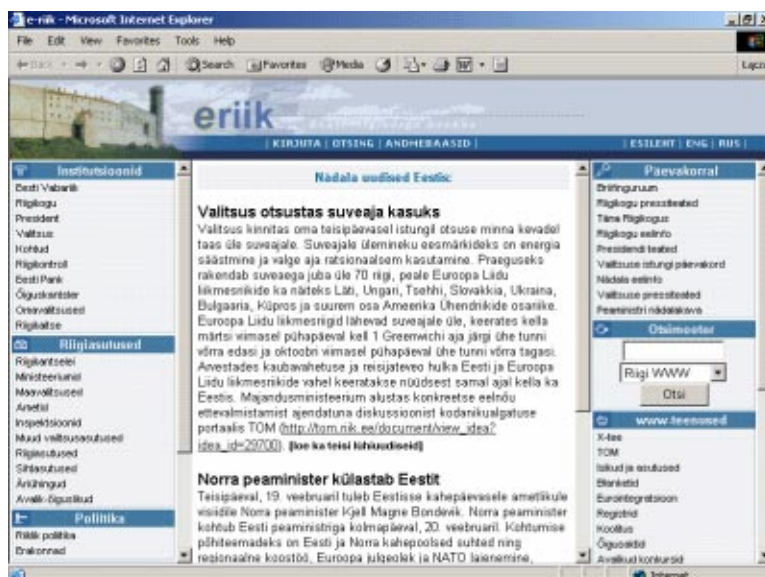 e-riik - Microsoft Internet Explorer
File Edit View Favorites Tools Help
Back Search Favorites Media
eriik
KIRJUTA | OTSING | ANDMEBAASID |
| ESILEHT | ENG | RUS |
Institutsioonid
Eesti Vabariik
Riigikogu
President
Valitsus
Kohtud
Riigikontroll
Eesti Pank
Õiguskantsler
Omavalitsused
Riigikaitse
Riigiasutused
Riigikantselei
Ministeeriumid
Maavalitsused
Ametid
Inspektsioonid
Muud valitsusasutused
Riigiasutused
Sihtasutused
Äriühingud
Avalik-õiguslikud
Poliitika
Riiklik poliitika
Erakonnad
Nädala uudised Eestis:
Valitsus otsustas suveaja kasuks
Valitsus kinnitas oma teisipäevasel istungil otsuse minna kevadel
taas üle suveajale. Suveajale ülemineku eesmärkideks on energia
säästmine ja valge aja ratsionaalsem kasutamine. Praeguseks
rakendab suveaega juba üle 70 riigi, peale Euroopa Liidu
liikmesriikide ka näiteks Läti, Ungari, Tsehhi, Slovakkia, Ukraina,
Bulgaaria, Küpros ja suurem osa Ameerika Ühendriikide osariike.
Euroopa Liidu liikmesriigid lähevad suveajale üle, keerates kella
märtsi viimasel pühapäeval kell 1 Greenwichi aja järgi ühe tunni
võrra edasi ja oktoobri viimasel pühapäeval ühe tunni võrra tagasi.
Arvestades kaubavahetuse ja reisijateveo hulka Eesti ja Euroopa
Liidu liikmesriikide vahel keeratakse nüüdsest samal ajal kella ka
Eestis. Majandusministeerium alustas konkreetse eelnõu
ettevalmistamist ajendatuna diskussioonist kodanikualgatuse
portaalis TOM (http://tom.riik.ee/document/view_idea?
idea_id=29700). (loe ka teisi lühiuudiseid)
Norra peaminister külastab Eestit
Teisipäeval, 19. veebruaril tuleb Eestisse kahepäevasele ametlikule
visiidile Norra peaminister Kjell Magne Bondevik. Norra peaminister
kohtub Eesti peaministriga kolmapäeval, 20. veebruaril. Kohtumise
põhiteemadeks on Eesti ja Norra kahepoolsed suhted ning
regionaalne koostöö, Euroopa julgeolek ja NATO laienemine,
Päevakorral
Briifinguruum
Riigikogu pressiteated
Täna Riigikogus
Riigikogu eelinfo
Presidendi teated
Valitsuse istungi päevakord
Nädala eelinfo
Valitsuse pressiteated
Peaministri nädalakava
Otsimootor
Riigi WWW
Otsi
www-teenused
X-tee
TOM
Isikud ja asutused
Blanketid
Eurointegratsioon
Registrid
Koolitus
Õigusaktid
Avalikud konkursid
Internet